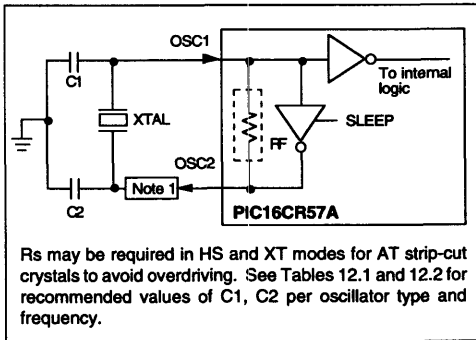 OSC1
C1
To internal
logic
XTAL
SLEEP
RF
OSC2
Note 1
C2
PIC16CR57A
Rs may be required in HS and XT modes for AT strip-cut
crystals to avoid overdriving. See Tables 12.1 and 12.2 for
recommended values of C1, C2 per oscillator type and
frequency.